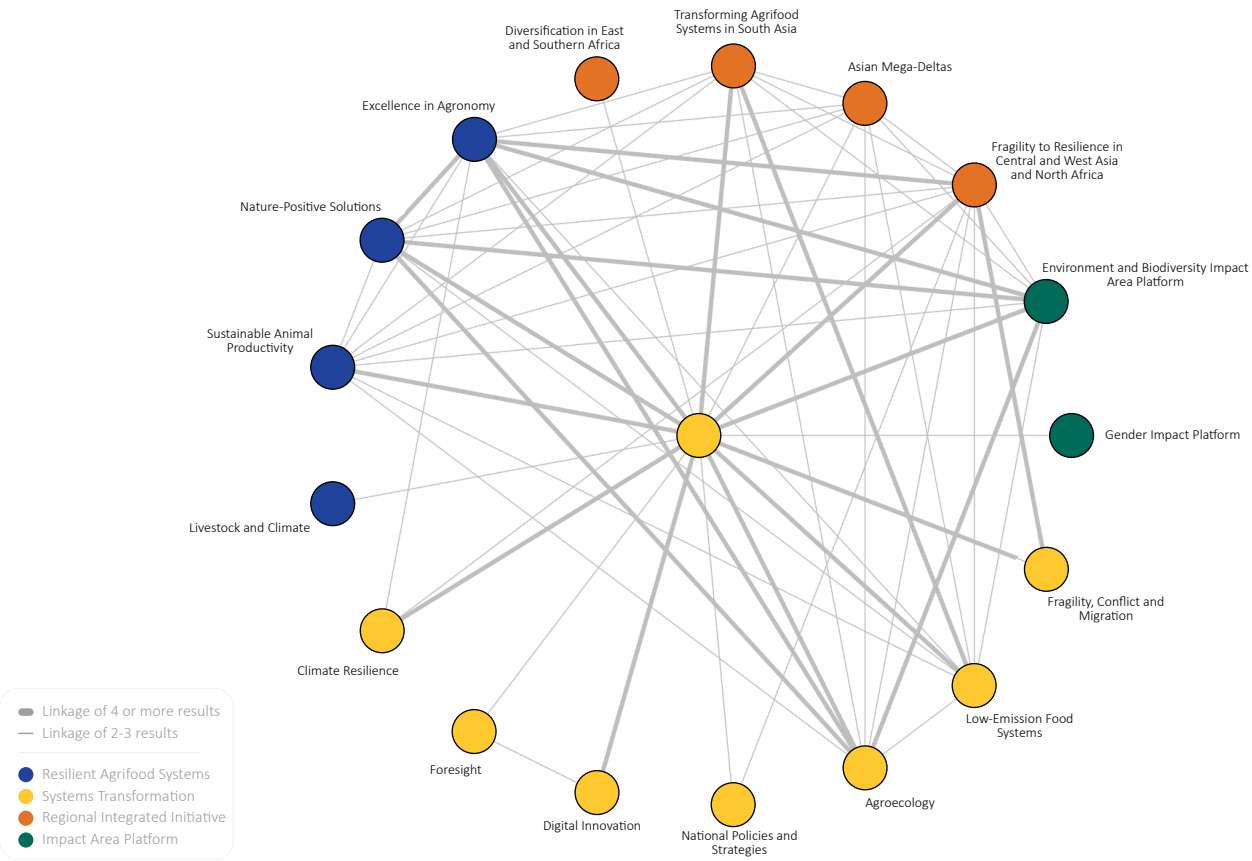 Transforming Agrifood
Systems in South Asia
Diversification in East
and Southern Africa
Asian Mega-Deltas
Excellence in Agronomy
Fragility to Resilience in
Central and West Asia
and North Africa
Nature-Positive Solutions
Environment and Biodiversity Impact
Area Platform
Sustainable Animal
Productivity
Gender Impact Platform
Livestock and Climate
Fragility, Conflict and
Migration
Climate Resilience
Low-Emission Food
Systems
Foresight
Agroecology
Digital Innovation
National Policies and
Strategies
Linkage of 4 or more results
Linkage of 2-3 results
Resilient Agrifood Systems
Systems Transformation
Regional Integrated Initiative
Impact Area Platform